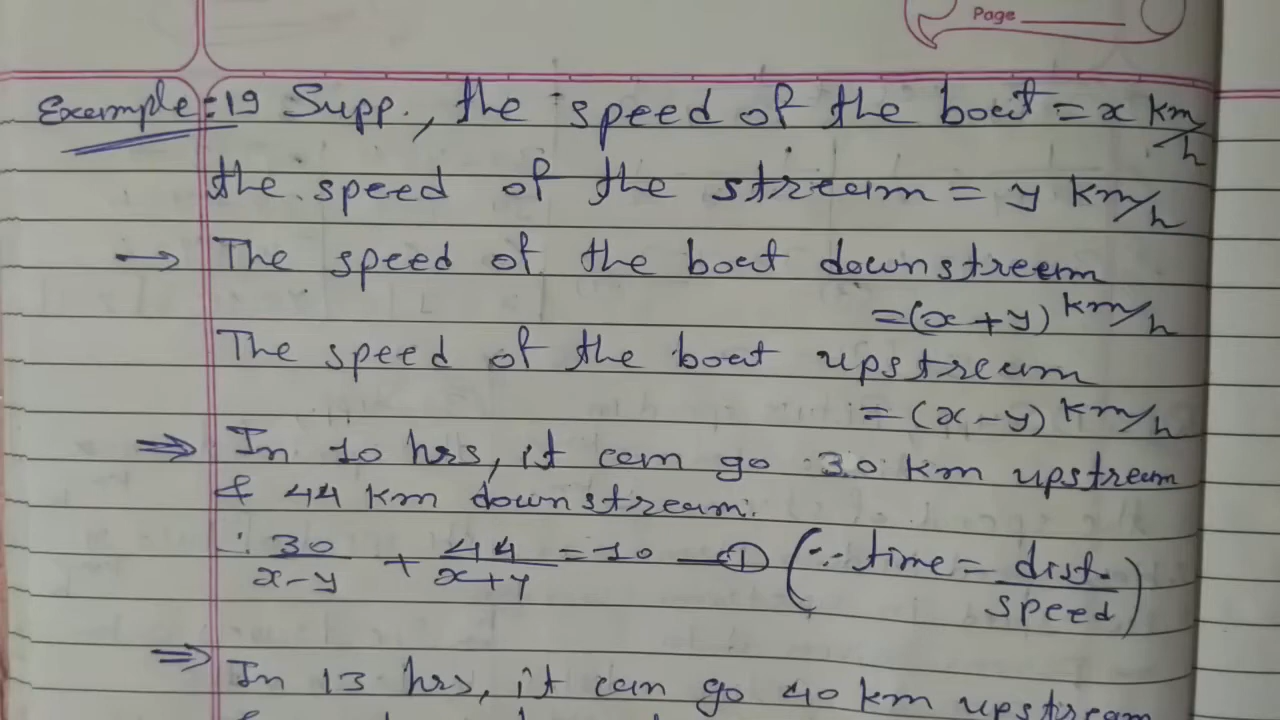 Page
Example:-19 Supp., the speed of the boat = x km/h
the speed of the stream = y km/h
→ The speed of the boat downstream
= (x + y) km/h
The speed of the boat upstream
= (x - y) km/h
⇒ In 10 hrs, it can go 30 km upstream
& 44 km downstream.
∴ 30/(x-y) + 44/(x+y) = 10 — ① (∵ time = dist./speed)
⇒ In 13 hrs, it can go 40 km upstream